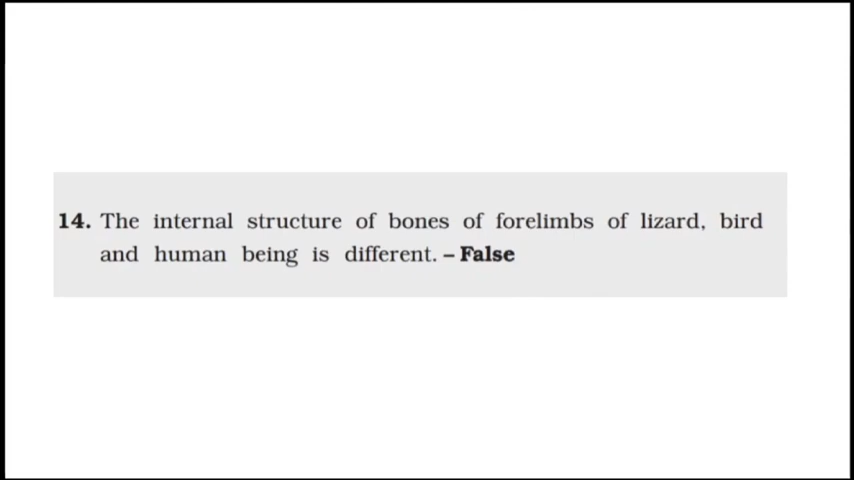 14. The internal structure of bones of forelimbs of lizard, bird
and human being is different. – False